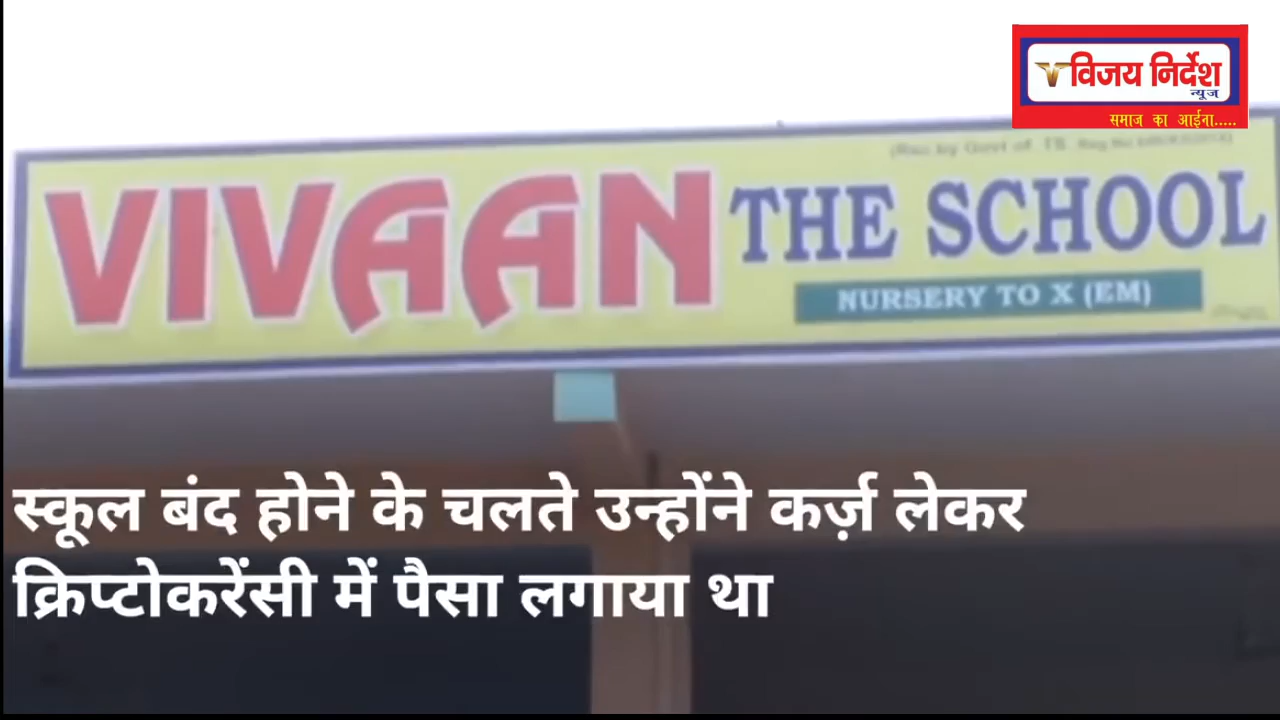 विजय निर्देश
न्यूज़
समाज का आईना.....
VIVAAN THE SCHOOL
NURSERY TO X (EM)
स्कूल बंद होने के चलते उन्होंने कर्ज़ लेकर
क्रिप्टोकरेंसी में पैसा लगाया था